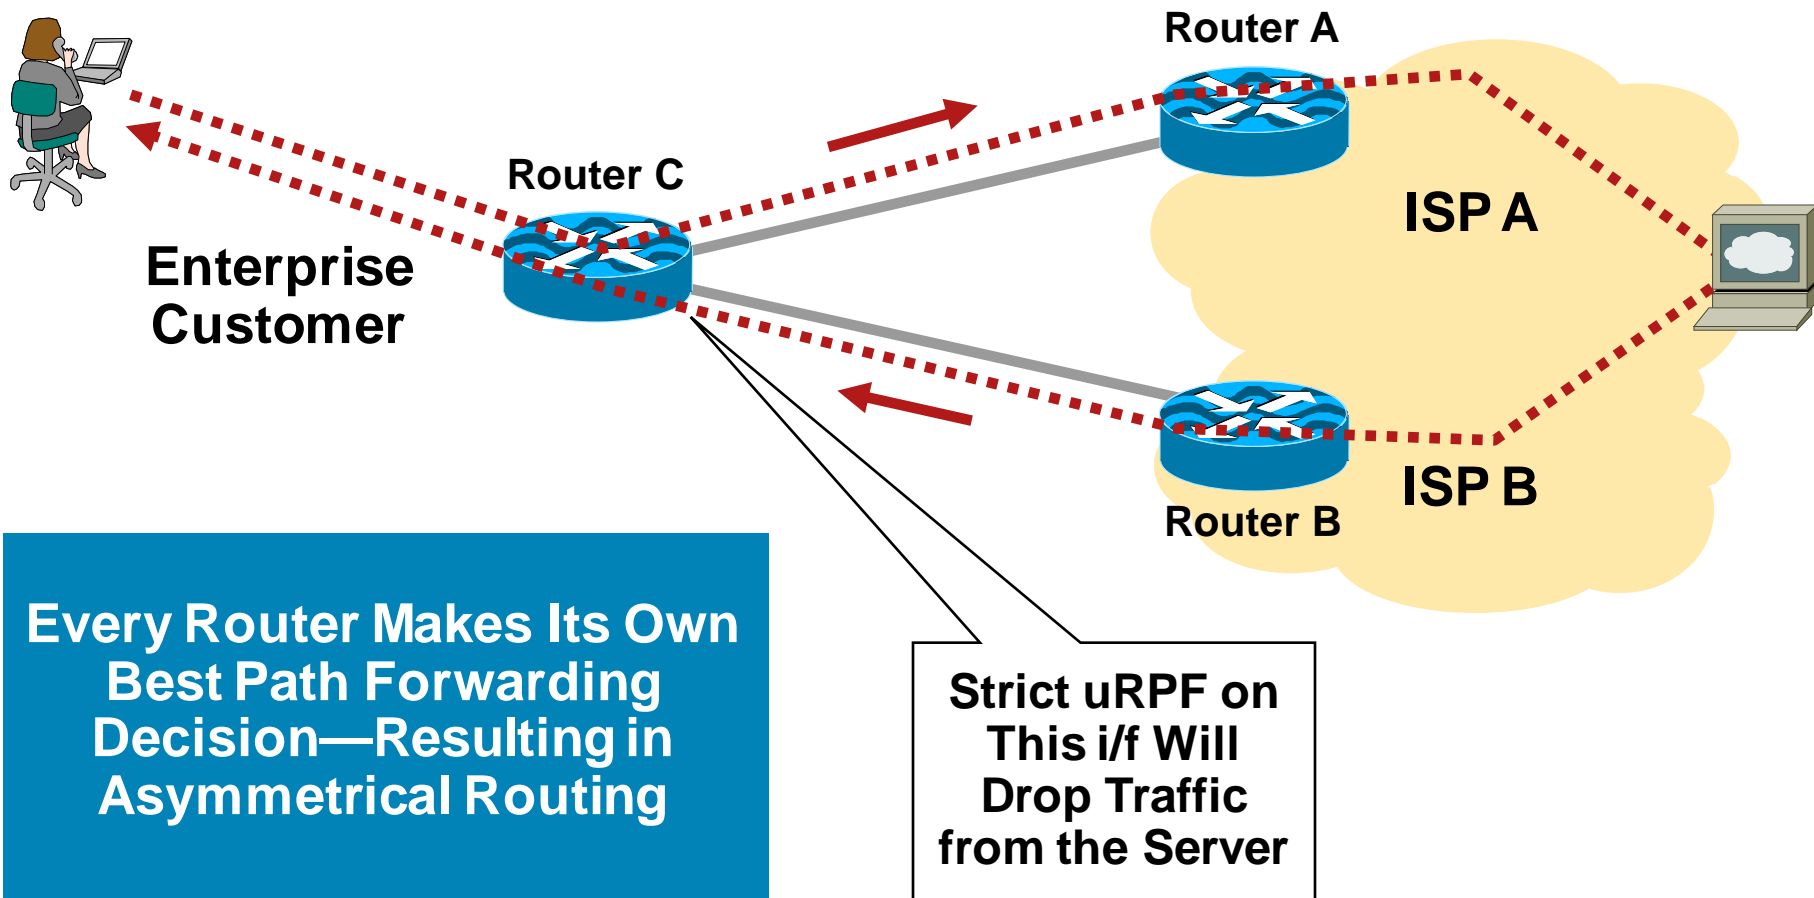 Router A
Router C
ISP A
Enterprise
Customer
ISP B
Router B
Every Router Makes Its Own
Best Path Forwarding
Decision—Resulting in
Asymmetrical Routing
Strict uRPF on
This i/f Will
Drop Traffic
from the Server